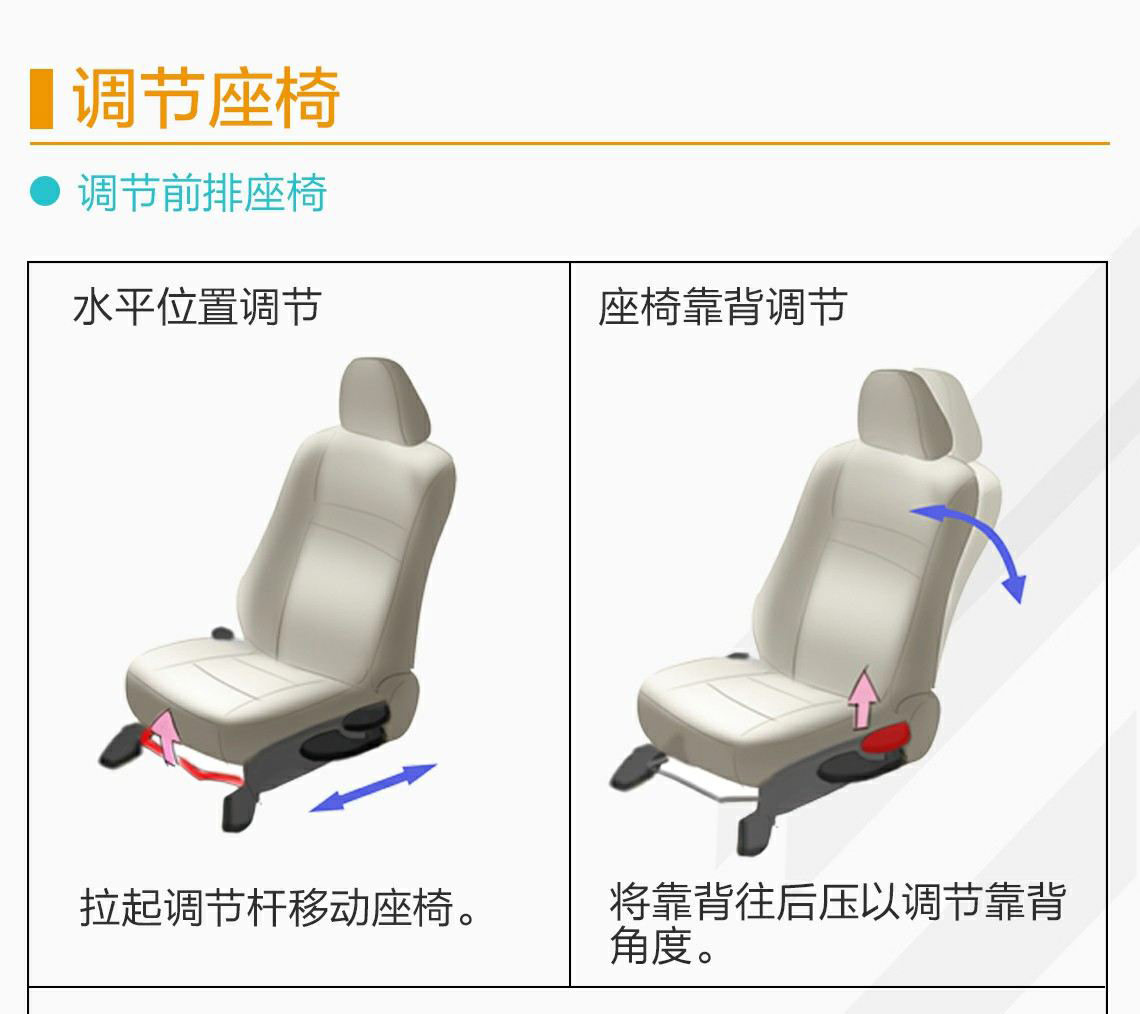 调节座椅
调节前排座椅
水平位置调节
座椅靠背调节
拉起调节杆移动座椅。
将靠背往后压以调节靠背
角度。